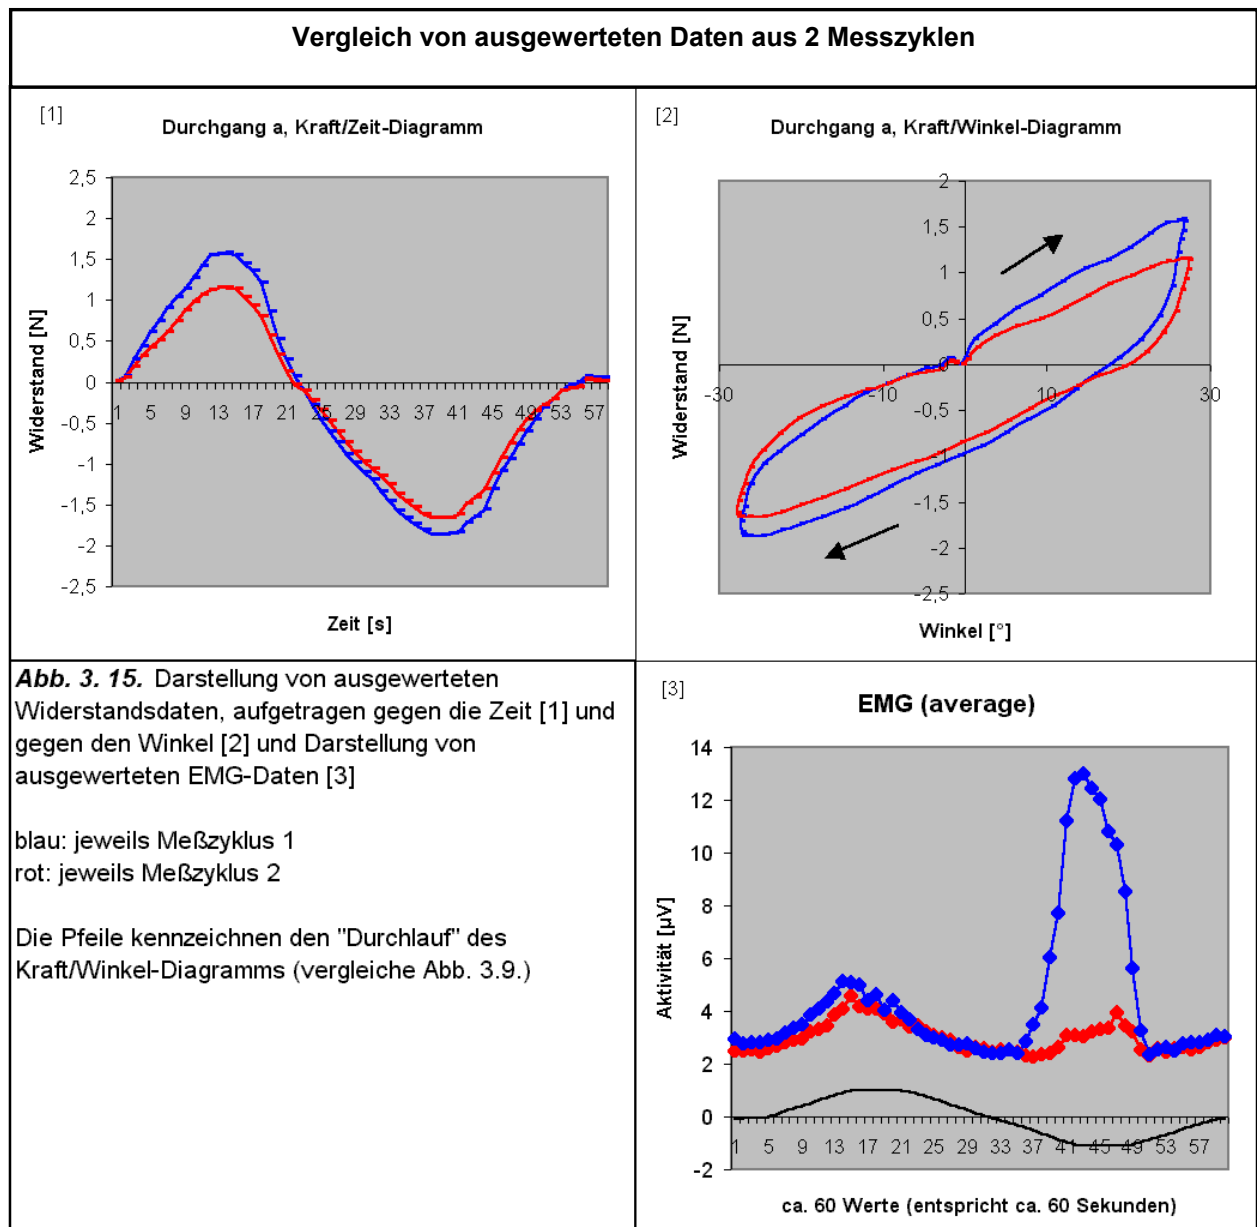 Vergleich von ausgewerteten Daten aus 2 Messzyklen
[1]
Durchgang a, Kraft/Zeit-Diagramm
2,5
2
1,5
1
0,5
0
-0,5
-1
-1,5
-2
-2,5
1 5 9 13 17 21 25 29 33 37 41 45 49 53 57
Widerstand [N]
Zeit [s]
[2]
Durchgang a, Kraft/Winkel-Diagramm
2
1,5
1
0,5
0
-0,5
-1
-1,5
-2
-2,5
-30 -10 10 30
Widerstand [N]
Winkel [°]
Abb. 3. 15. Darstellung von ausgewerteten
Widerstandsdaten, aufgetragen gegen die Zeit [1] und
gegen den Winkel [2] und Darstellung von
ausgewerteten EMG-Daten [3]
blau: jeweils Meßzyklus 1
rot: jeweils Meßzyklus 2
Die Pfeile kennzeichnen den "Durchlauf" des
Kraft/Winkel-Diagramms (vergleiche Abb. 3.9.)
[3]
EMG (average)
14
12
10
8
6
4
2
0
-2
1 5 9 13 17 21 25 29 33 37 41 45 49 53 57
Aktivität [µV]
ca. 60 Werte (entspricht ca. 60 Sekunden)